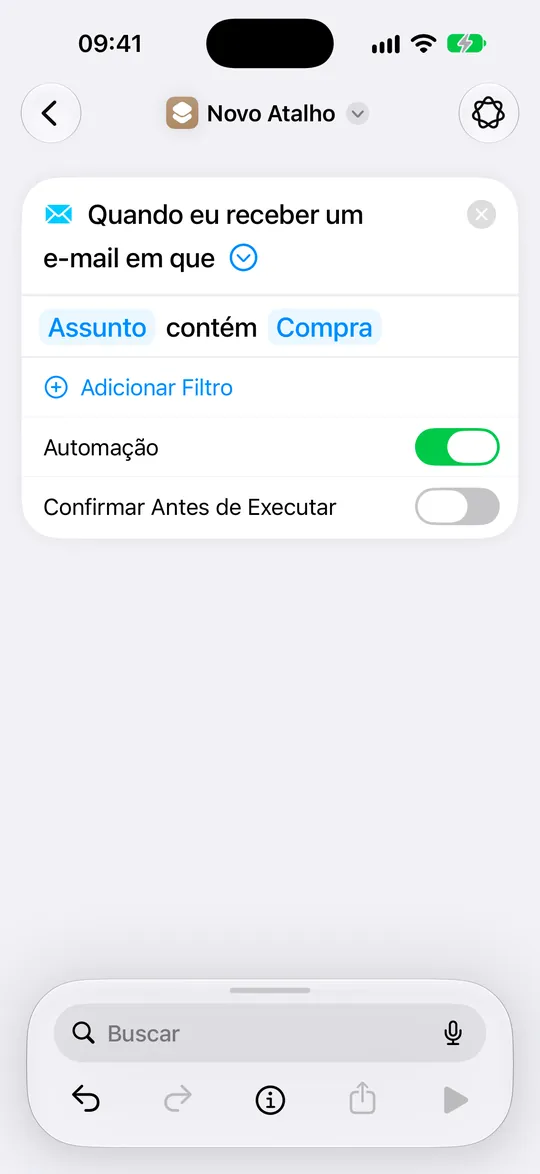 09:41
Novo Atalho
Quando eu receber um
e-mail em que
Assunto contém Compra
Adicionar Filtro
Automação
Confirmar Antes de Executar
Buscar